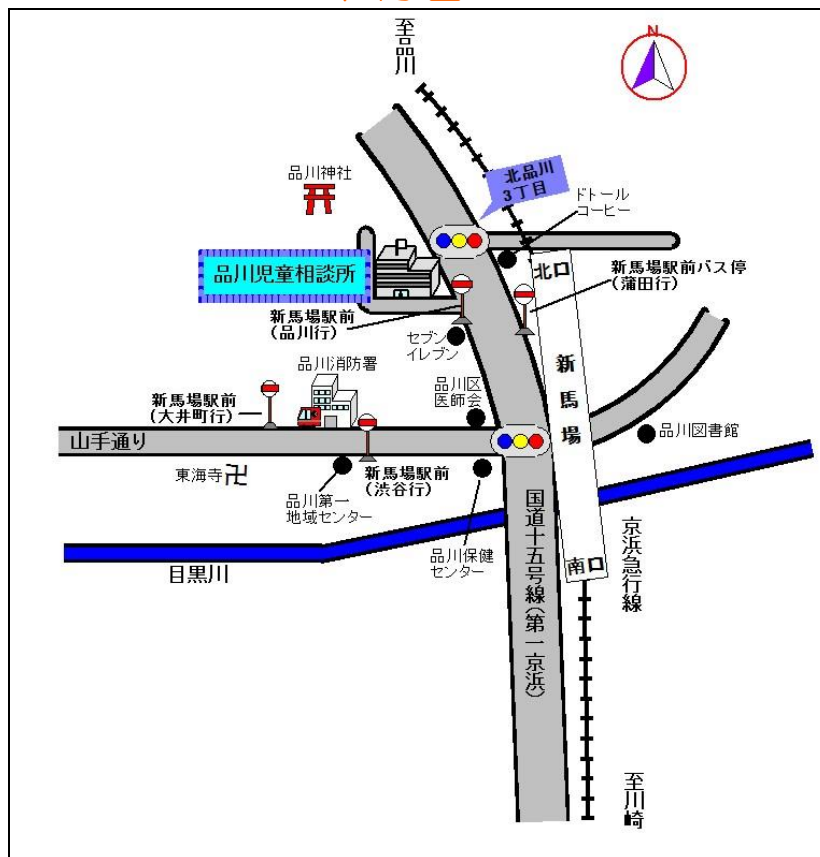 至品川
N
北品川
3丁目
品川神社
ドトール
コーヒー
品川児童相談所
北口
新馬場駅前バス停
(蒲田行)
新馬場駅前
(品川行)
セブン
イレブン
新馬場
品川消防署
品川区
医師会
新馬場駅前
(大井町行)
山手通り
品川図書館
東海寺
新馬場駅前
(渋谷行)
品川第一
地域センター
品川保健
センター
国道十五号線(第一京浜)
京浜急行線
目黒川
南口
至川崎